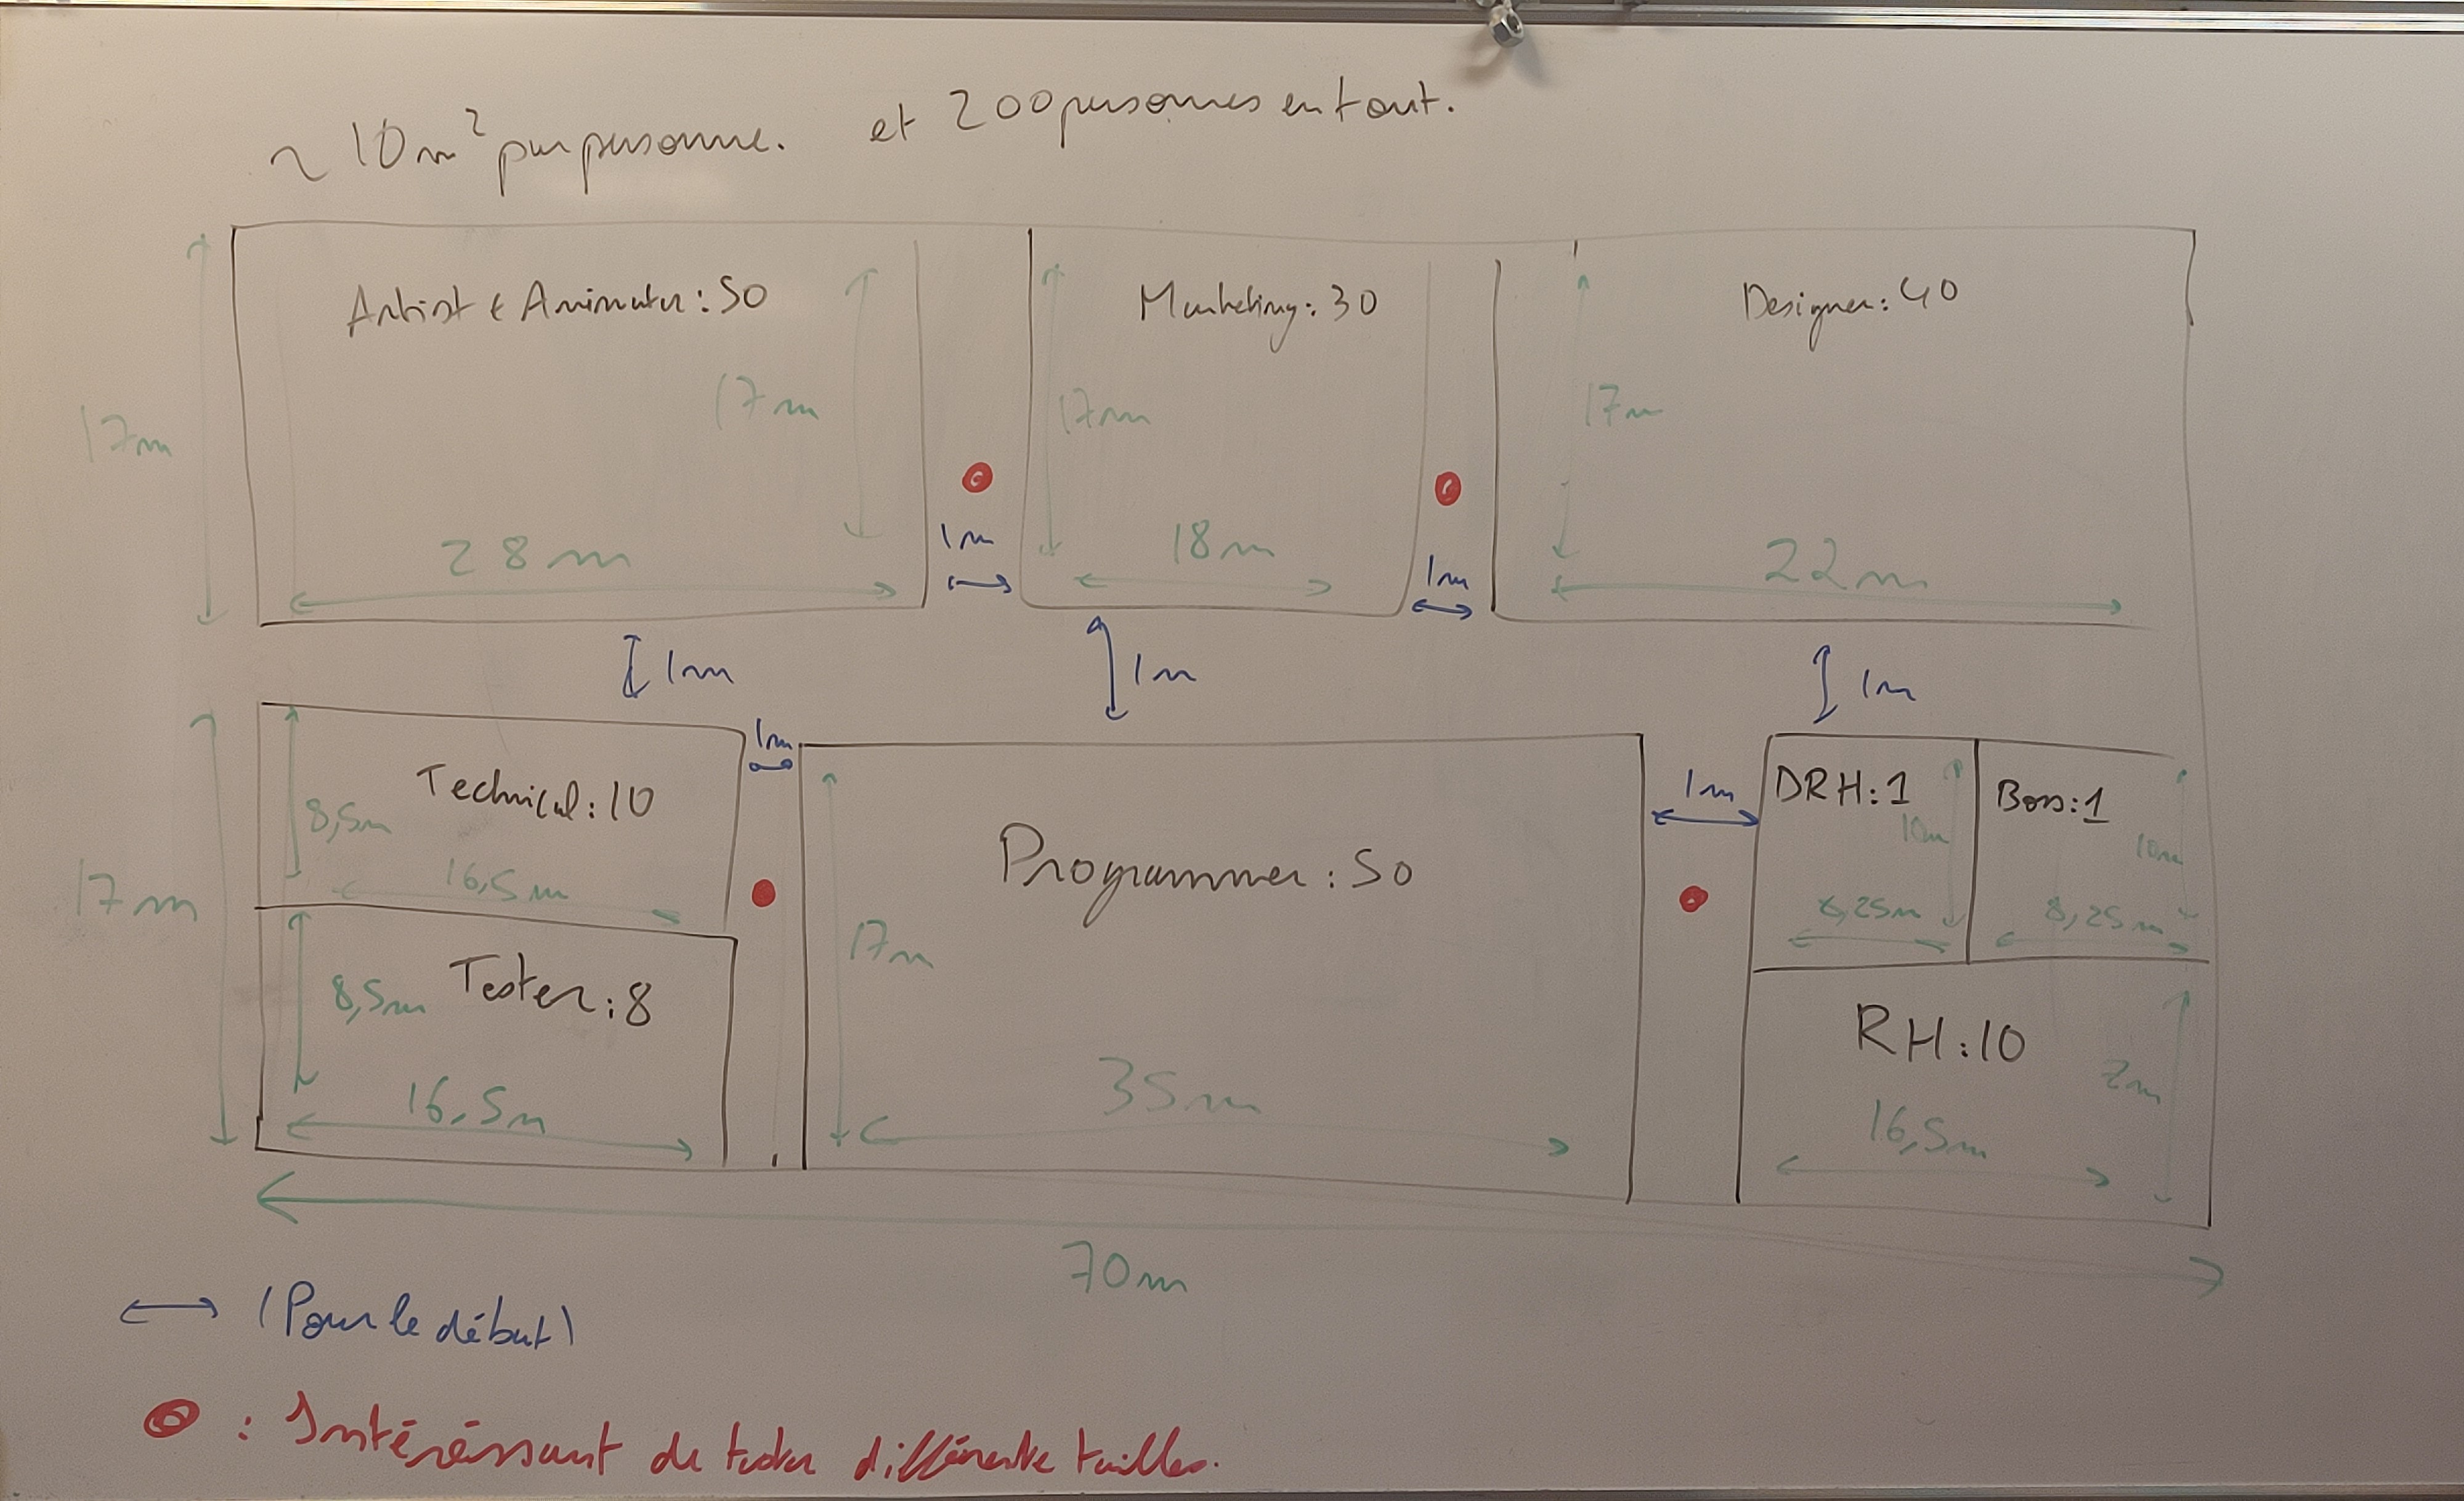 ~ 10m² par personne. et 200 personnes en tout.
Artist & Animator : 50
Marketing : 30
Designer : 40
17m
17m
17m
17m
28m
1m
18m
1m
22m
1m
1m
1m
Technical : 10
8,5m
16,5m
1m
Programmer : 50
17m
35m
1m
DRH : 1
10m
8,25m
Boss : 1
10m
8,25m
17m
Tester : 8
8,5m
16,5m
RH : 10
7m
16,5m
70m
(Pour le début)
: Intéréssant de tester différente tailles.